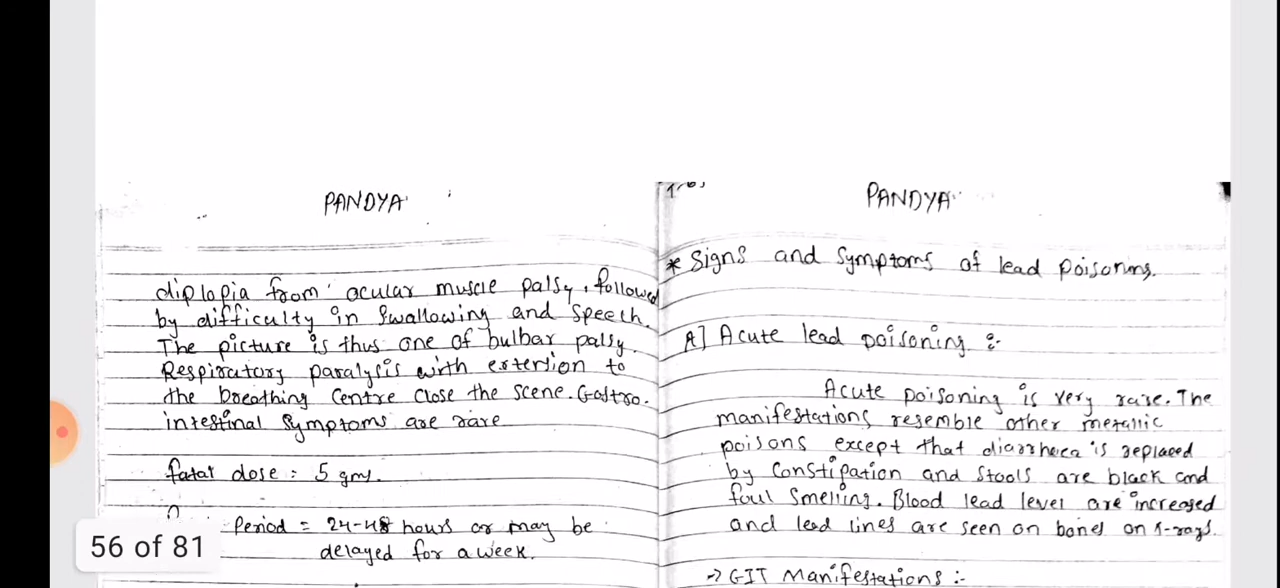 PANDYA
diplopia from ocular muscle palsy, followed
by difficulty in swallowing and speech.
The picture is thus one of bulbar palsy.
Respiratory paralysis with extertion to
the breathing centre close the scene. Gastro.
intestinal symptoms are rare
fatal dose : 5 gms.
Period = 24-48 hours or may be
delayed for a week.
56 of 81
PANDYA
* Signs and Symptoms of lead poisoning.
A] Acute lead poisoning :-
Acute poisoning is very rare. The
manifestations resemble other metallic
poisons except that diarrhoea is replaced
by constipation and stools are black and
foul smelling. Blood lead level are increased
and lead lines are seen on bones on X-rays.
→ GIT Manifestations :-